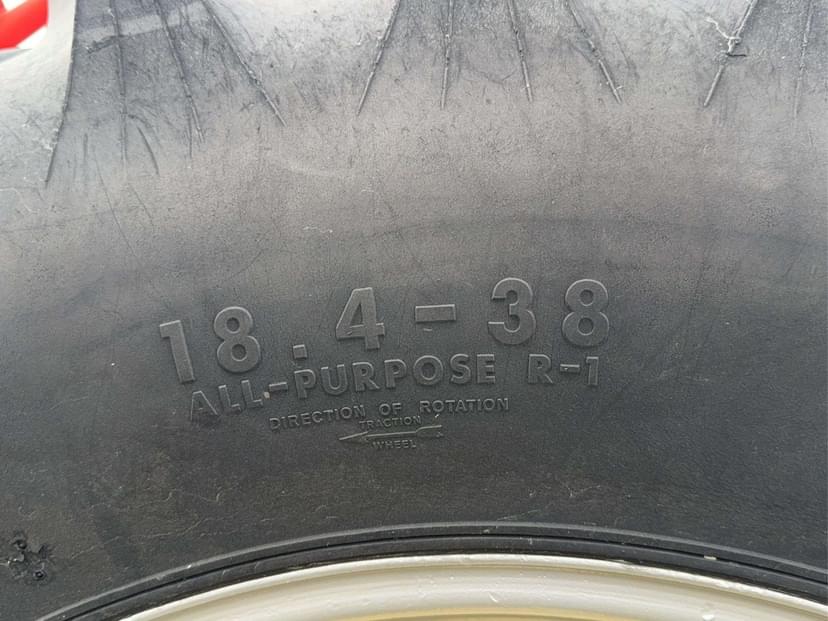 18.4-38
ALL-PURPOSE R-1
DIRECTION OF ROTATION
TRACTION
WHEEL